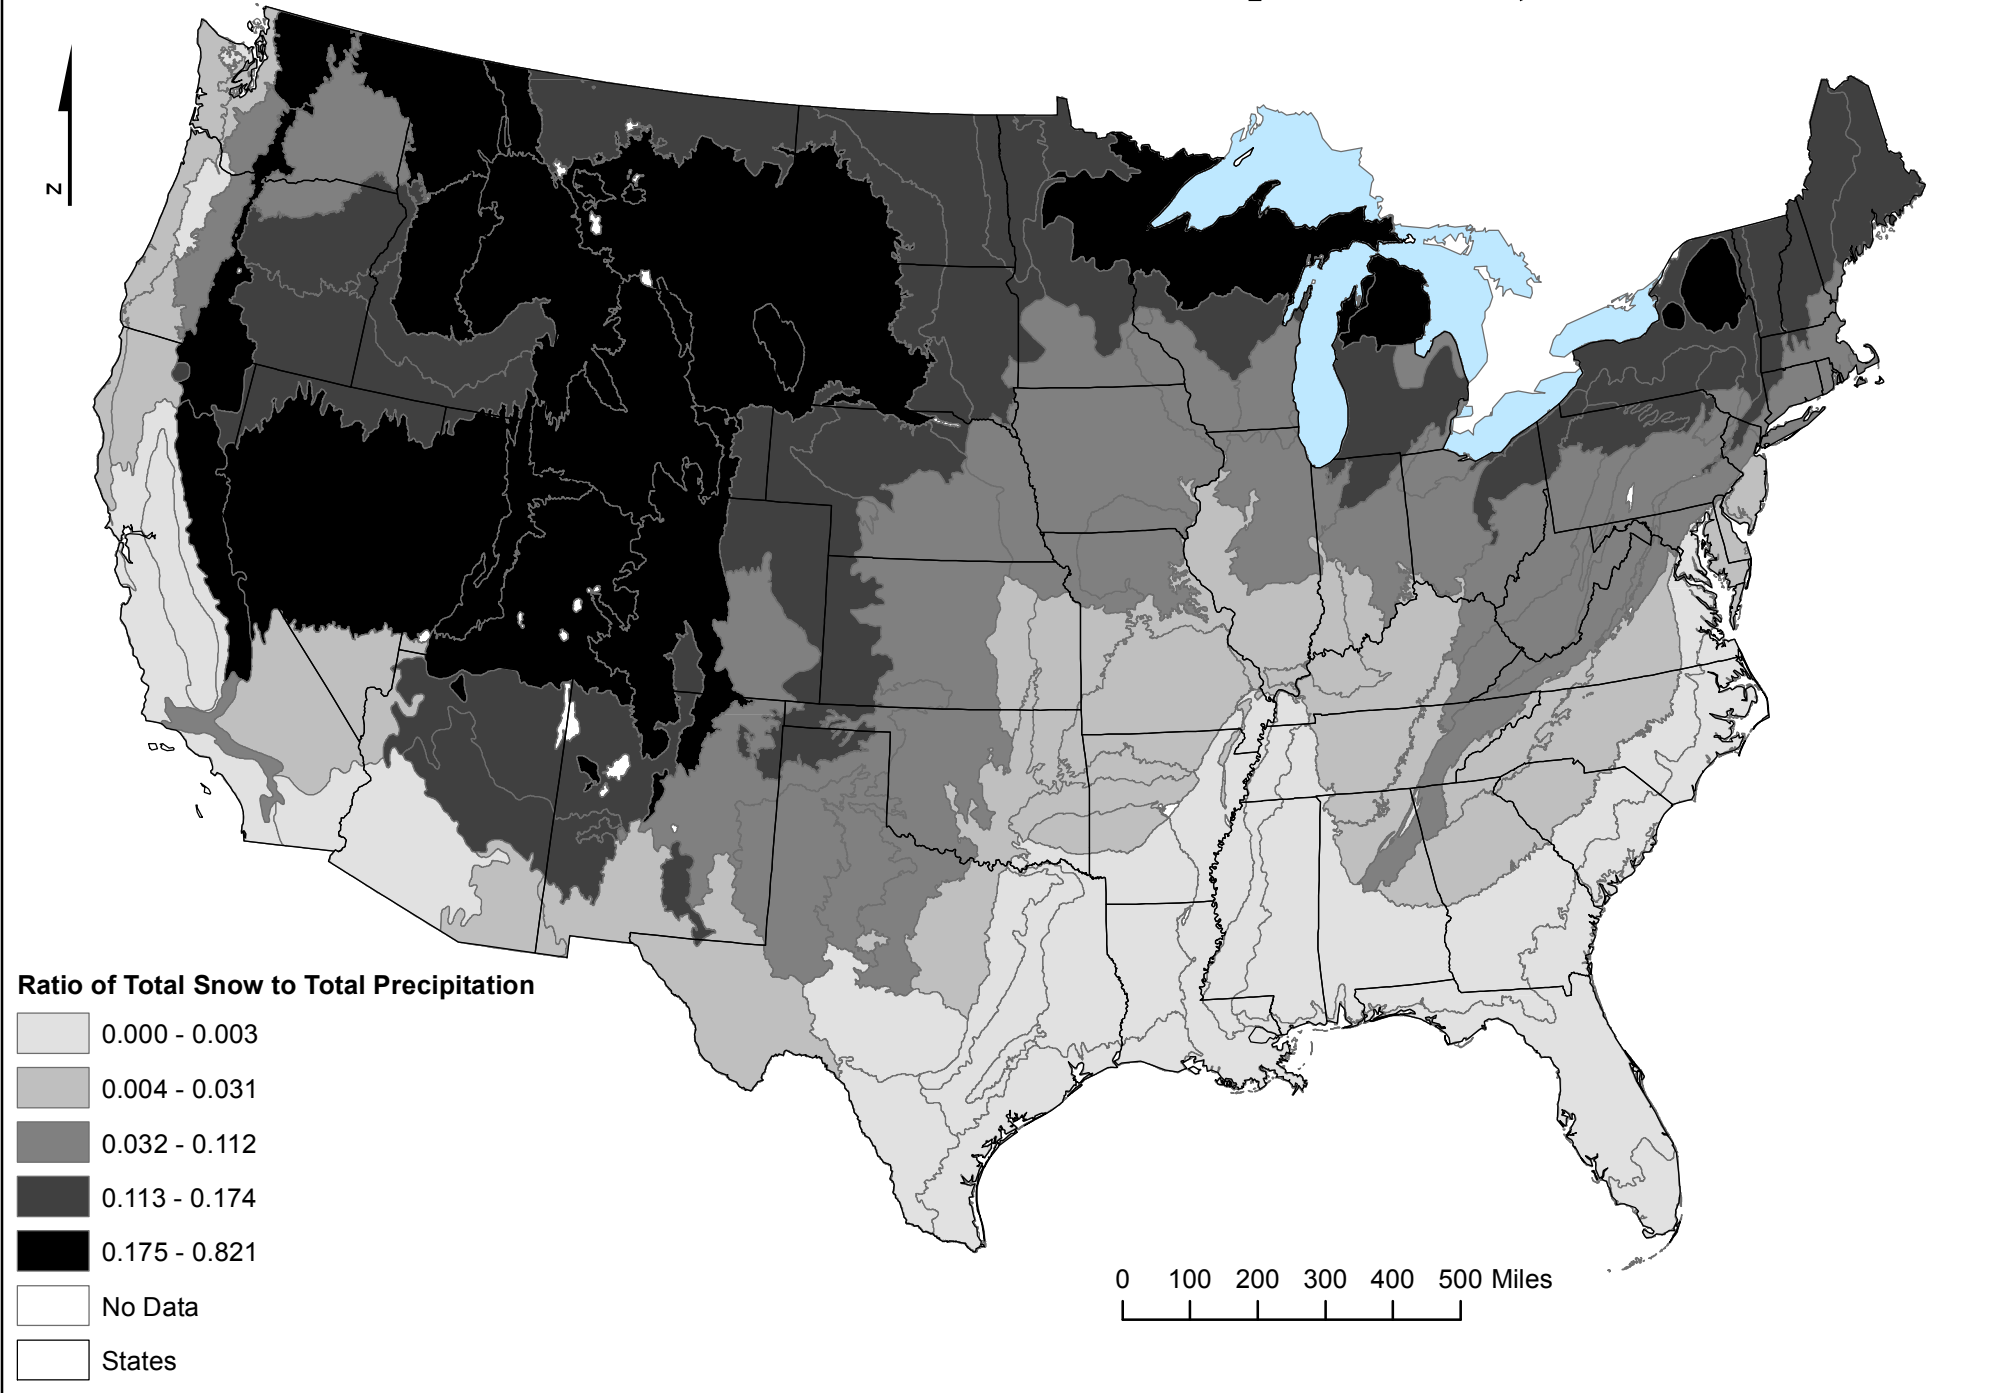 N
Ratio of Total Snow to Total Precipitation
0.000 - 0.003
0.004 - 0.031
0.032 - 0.112
0.113 - 0.174
0.175 - 0.821
No Data
States
0 100 200 300 400 500 Miles